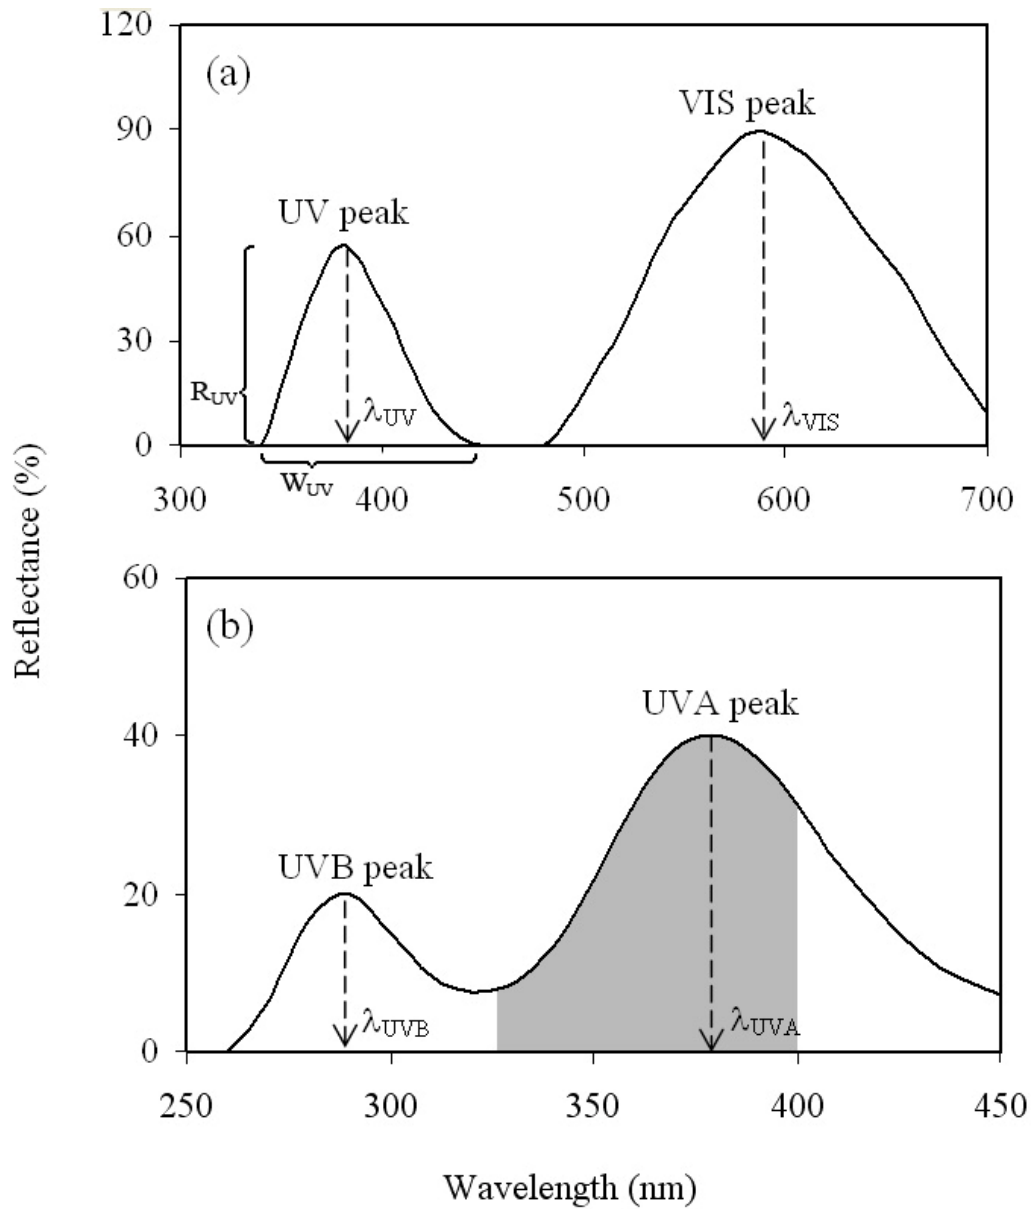 120
(a)
VIS peak
90
UV peak
60
30
R_UV
λ_UV
λ_VIS
0
W_UV
300 400 500 600 700
Reflectance (%)
60
(b)
UVA peak
40
UVB peak
20
λ_UVB
λ_UVA
0
250 300 350 400 450
Wavelength (nm)